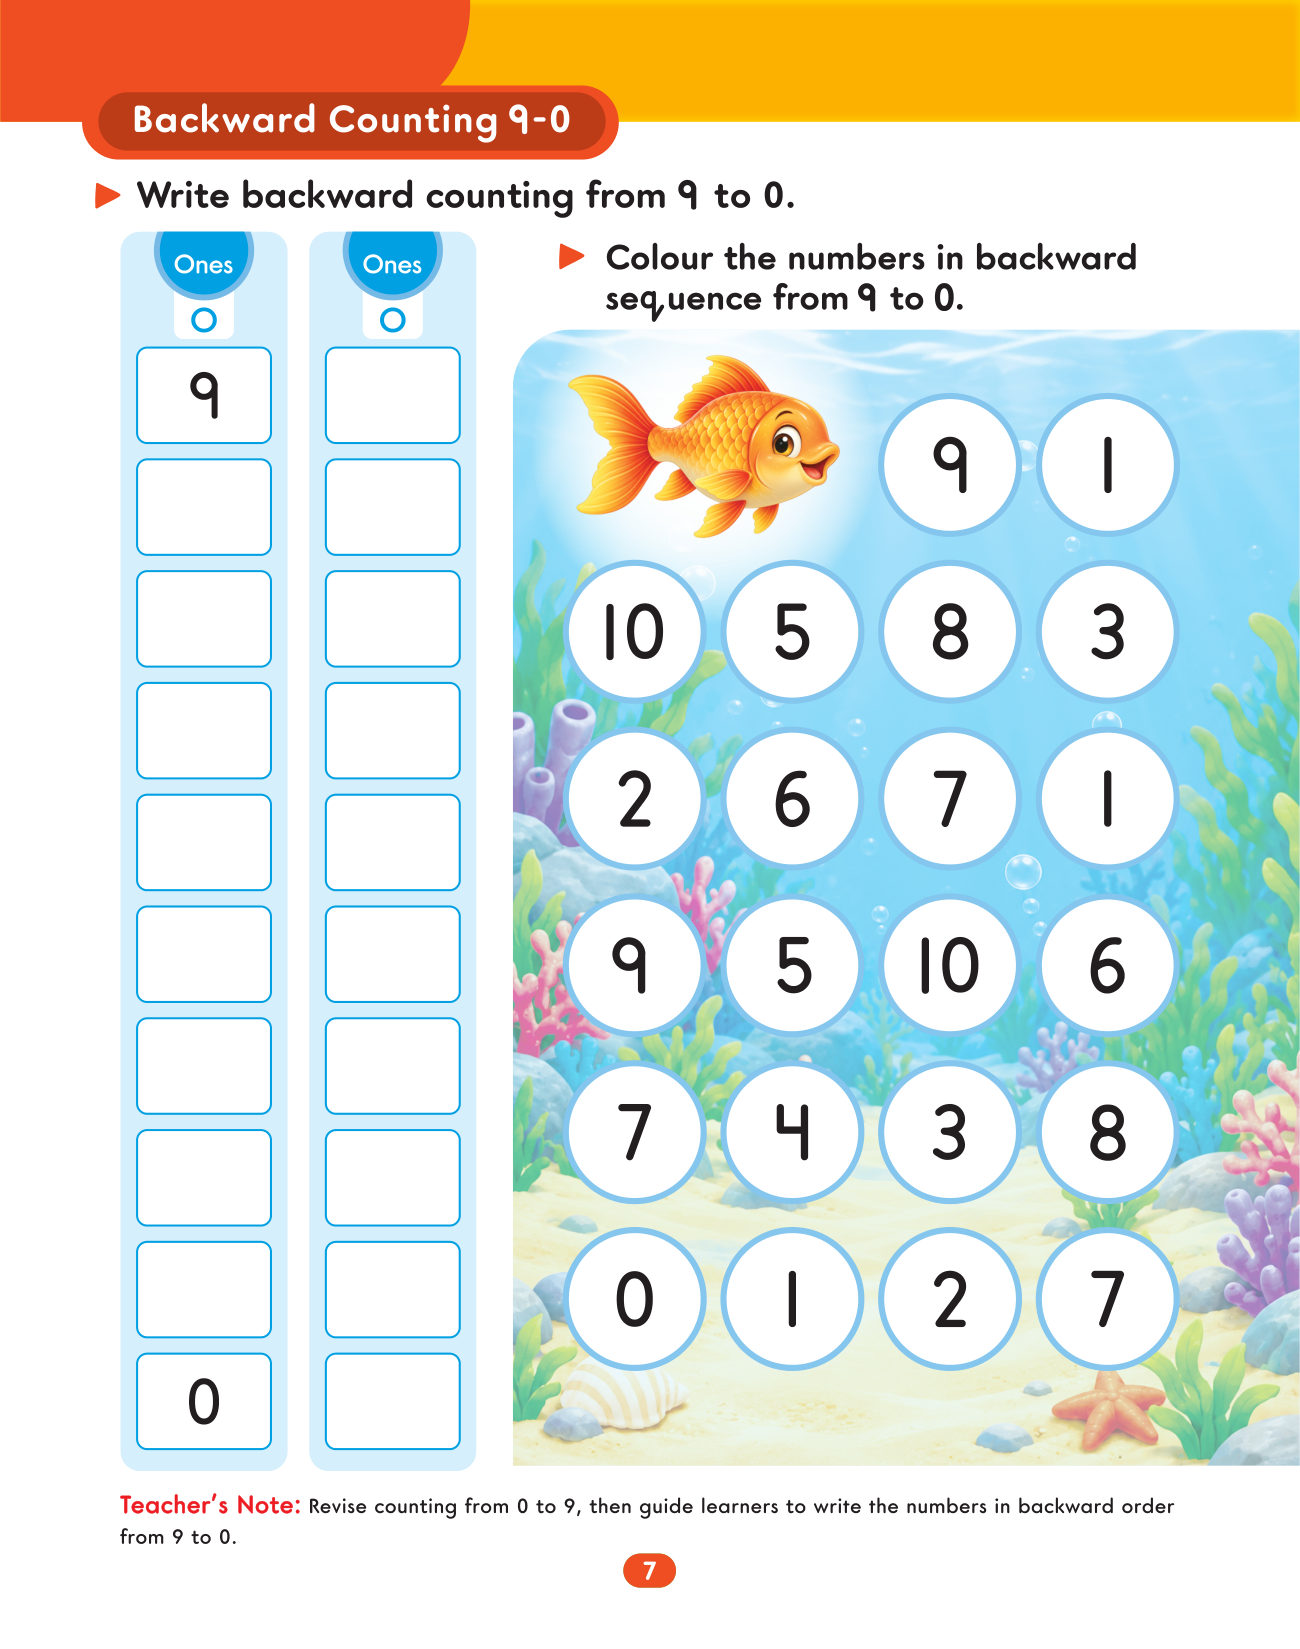 Backward Counting 9-0
Write backward counting from 9 to 0.
Ones
O
9
0
Ones
O
Colour the numbers in backward
sequence from 9 to 0.
9 1
10 5 8 3
2 6 7 1
9 5 10 6
7 4 3 8
0 1 2 7
Teacher's Note: Revise counting from 0 to 9, then guide learners to write the numbers in backward order
from 9 to 0.
7